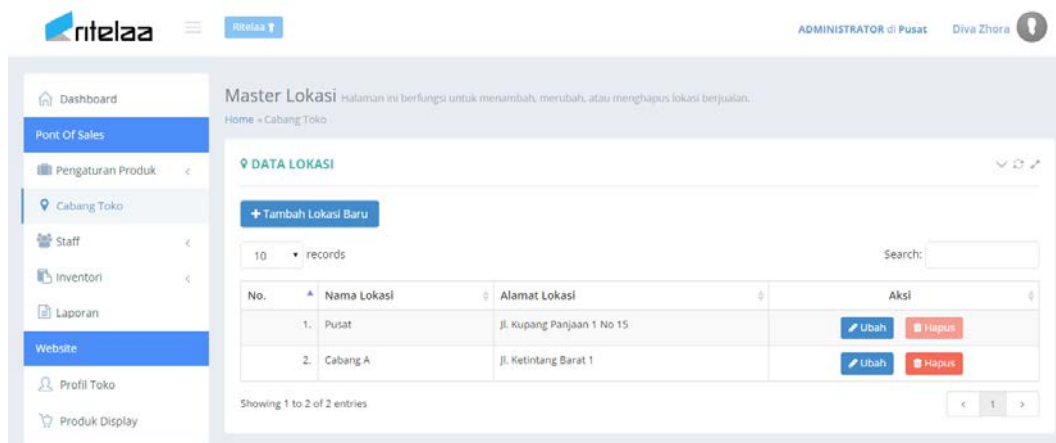 ritelaa
Ritelaa
ADMINISTRATOR di Pusat
Diva Zhora
Dashboard
Pont Of Sales
Pengaturan Produk
Cabang Toko
Staff
Inventori
Laporan
Website
Profil Toko
Produk Display
Master Lokasi Halaman ini berfungsi untuk menambah, merubah, atau menghapus lokasi berjualan.
Home » Cabang Toko
DATA LOKASI
+ Tambah Lokasi Baru
10 records
Search:
No. Nama Lokasi Alamat Lokasi Aksi
1. Pusat Jl. Kupang Panjaan 1 No 15 Ubah Hapus
2. Cabang A Jl. Ketintang Barat 1 Ubah Hapus
Showing 1 to 2 of 2 entries
< 1 >